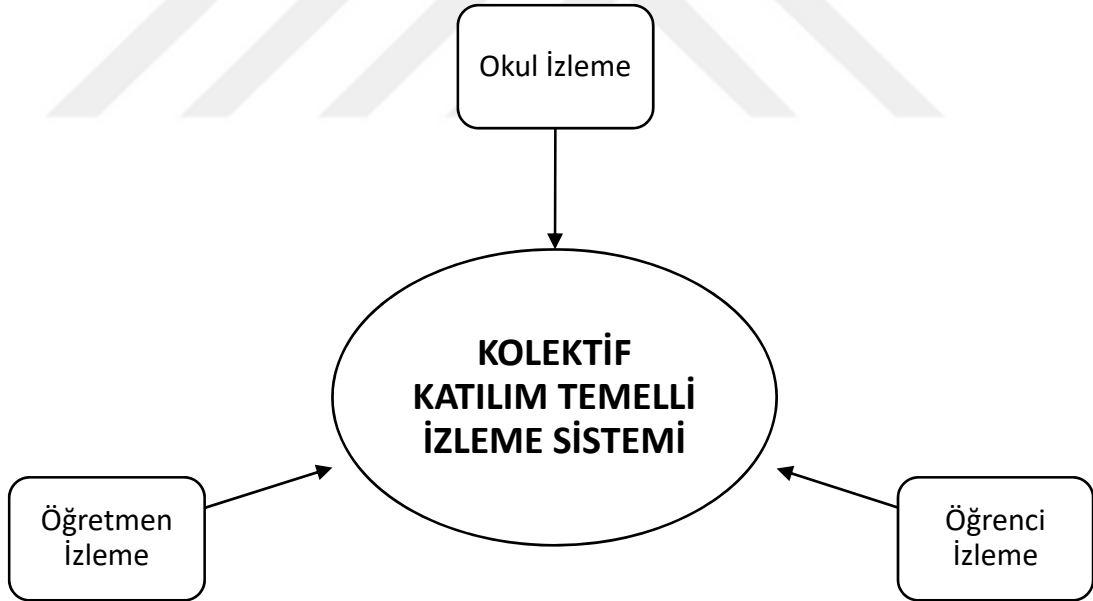 Okul İzleme
KOLEKTİF
KATILIM TEMELLİ
İZLEME SİSTEMİ
Öğretmen
İzleme
Öğrenci
İzleme